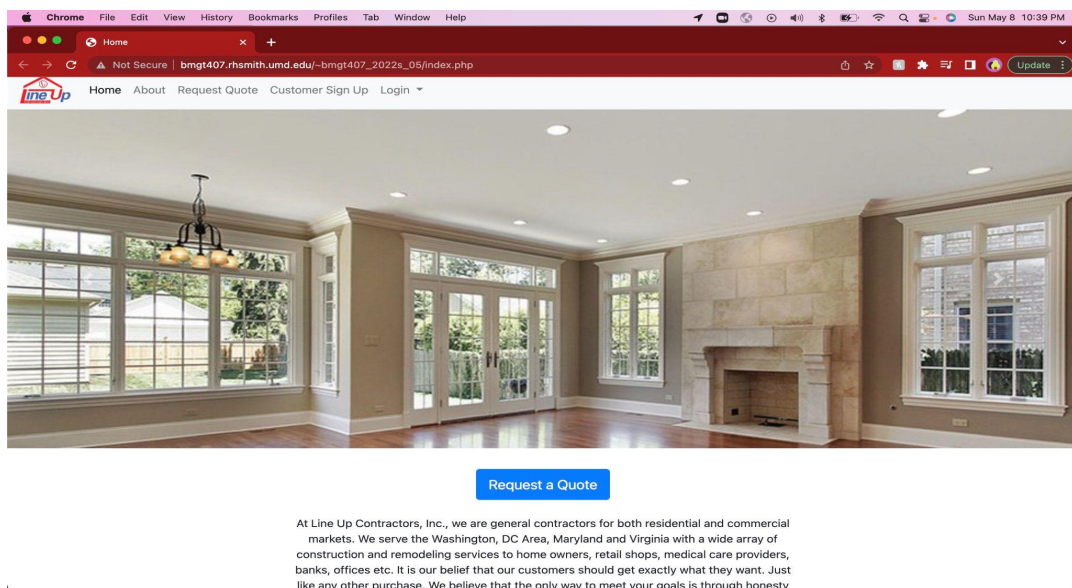 Chrome File Edit View History Bookmarks Profiles Tab Window Help Sun May 8 10:39 PM
Home
Not Secure | bmgt407.rhsmith.umd.edu/~bmgt407_2022s_05/index.php Update
Line Up Home About Request Quote Customer Sign Up Login
Request a Quote
At Line Up Contractors, Inc., we are general contractors for both residential and commercial
markets. We serve the Washington, DC Area, Maryland and Virginia with a wide array of
construction and remodeling services to home owners, retail shops, medical care providers,
banks, offices etc. It is our belief that our customers should get exactly what they want. Just
like any other purchase. We believe that the only way to meet your goals is through honesty